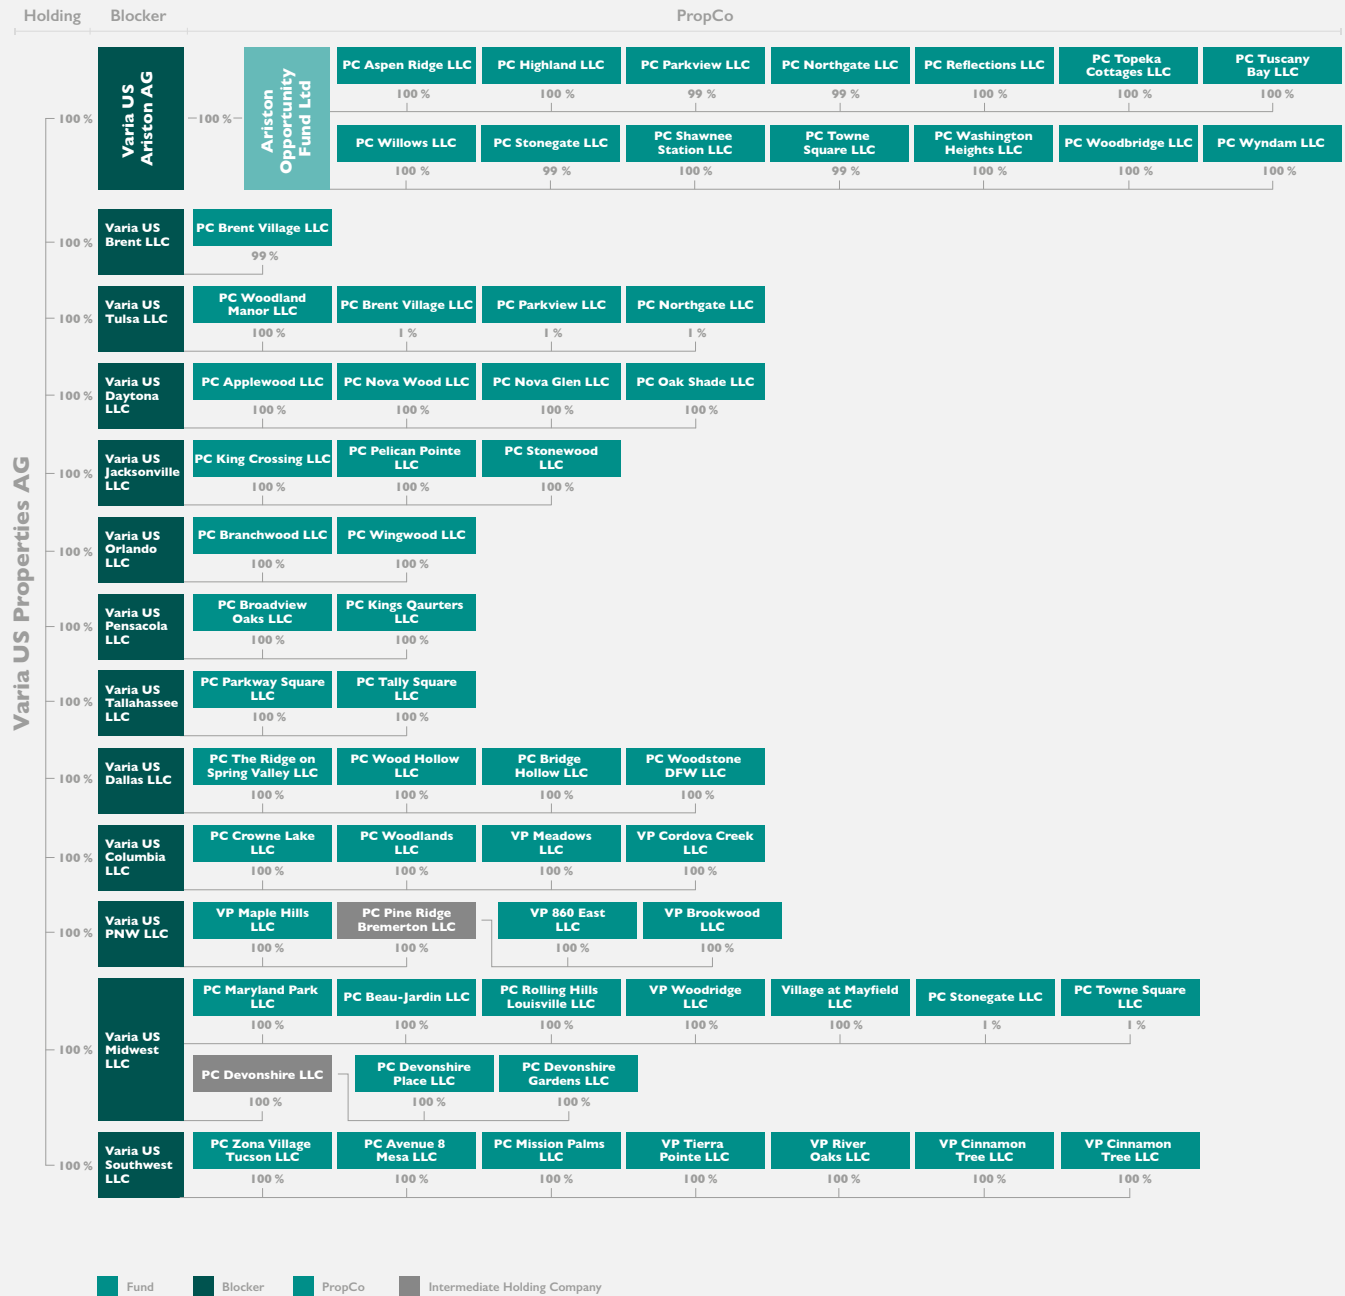 Holding Blocker PropCo
Varia US Properties AG
100 %
Varia US
Ariston AG
100 %
Ariston
Opportunity
Fund Ltd
PC Aspen Ridge LLC
100 %
PC Highland LLC
100 %
PC Parkview LLC
99 %
PC Northgate LLC
99 %
PC Reflections LLC
100 %
PC Topeka
Cottages LLC
100 %
PC Tuscany
Bay LLC
100 %
PC Willows LLC
100 %
PC Stonegate LLC
99 %
PC Shawnee
Station LLC
100 %
PC Towne
Square LLC
99 %
PC Washington
Heights LLC
100 %
PC Woodbridge LLC
100 %
PC Wyndam LLC
100 %
100 %
Varia US
Brent LLC
PC Brent Village LLC
99 %
100 %
Varia US
Tulsa LLC
PC Woodland
Manor LLC
100 %
PC Brent Village LLC
1 %
PC Parkview LLC
1 %
PC Northgate LLC
1 %
100 %
Varia US
Daytona
LLC
PC Applewood LLC
100 %
PC Nova Wood LLC
100 %
PC Nova Glen LLC
100 %
PC Oak Shade LLC
100 %
100 %
Varia US
Jacksonville
LLC
PC King Crossing LLC
100 %
PC Pelican Pointe
LLC
100 %
PC Stonewood
LLC
100 %
100 %
Varia US
Orlando
LLC
PC Branchwood LLC
100 %
PC Wingwood LLC
100 %
100 %
Varia US
Pensacola
LLC
PC Broadview
Oaks LLC
100 %
PC Kings Qaurters
LLC
100 %
100 %
Varia US
Tallahassee
LLC
PC Parkway Square
LLC
100 %
PC Tally Square
LLC
100 %
100 %
Varia US
Dallas LLC
PC The Ridge on
Spring Valley LLC
100 %
PC Wood Hollow
LLC
100 %
PC Bridge
Hollow LLC
100 %
PC Woodstone
DFW LLC
100 %
100 %
Varia US
Columbia
LLC
PC Crowne Lake
LLC
100 %
PC Woodlands
LLC
100 %
VP Meadows
LLC
100 %
VP Cordova Creek
LLC
100 %
100 %
Varia US
PNW LLC
VP Maple Hills
LLC
100 %
PC Pine Ridge
Bremerton LLC
100 %
VP 860 East
LLC
100 %
VP Brookwood
LLC
100 %
100 %
Varia US
Midwest
LLC
PC Maryland Park
LLC
100 %
PC Beau-Jardin LLC
100 %
PC Rolling Hills
Louisville LLC
100 %
VP Woodridge
LLC
100 %
Village at Mayfield
LLC
100 %
PC Stonegate LLC
1 %
PC Towne Square
LLC
1 %
PC Devonshire LLC
100 %
PC Devonshire
Place LLC
100 %
PC Devonshire
Gardens LLC
100 %
100 %
Varia US
Southwest
LLC
PC Zona Village
Tucson LLC
100 %
PC Avenue 8
Mesa LLC
100 %
PC Mission Palms
LLC
100 %
VP Tierra
Pointe LLC
100 %
VP River
Oaks LLC
100 %
VP Cinnamon
Tree LLC
100 %
VP Cinnamon
Tree LLC
100 %
Fund Blocker PropCo Intermediate Holding Company